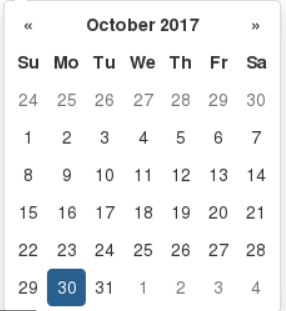 « October 2017 »
Su Mo Tu We Th Fr Sa
24 25 26 27 28 29 30
1 2 3 4 5 6 7
8 9 10 11 12 13 14
15 16 17 18 19 20 21
22 23 24 25 26 27 28
29 30 31 1 2 3 4